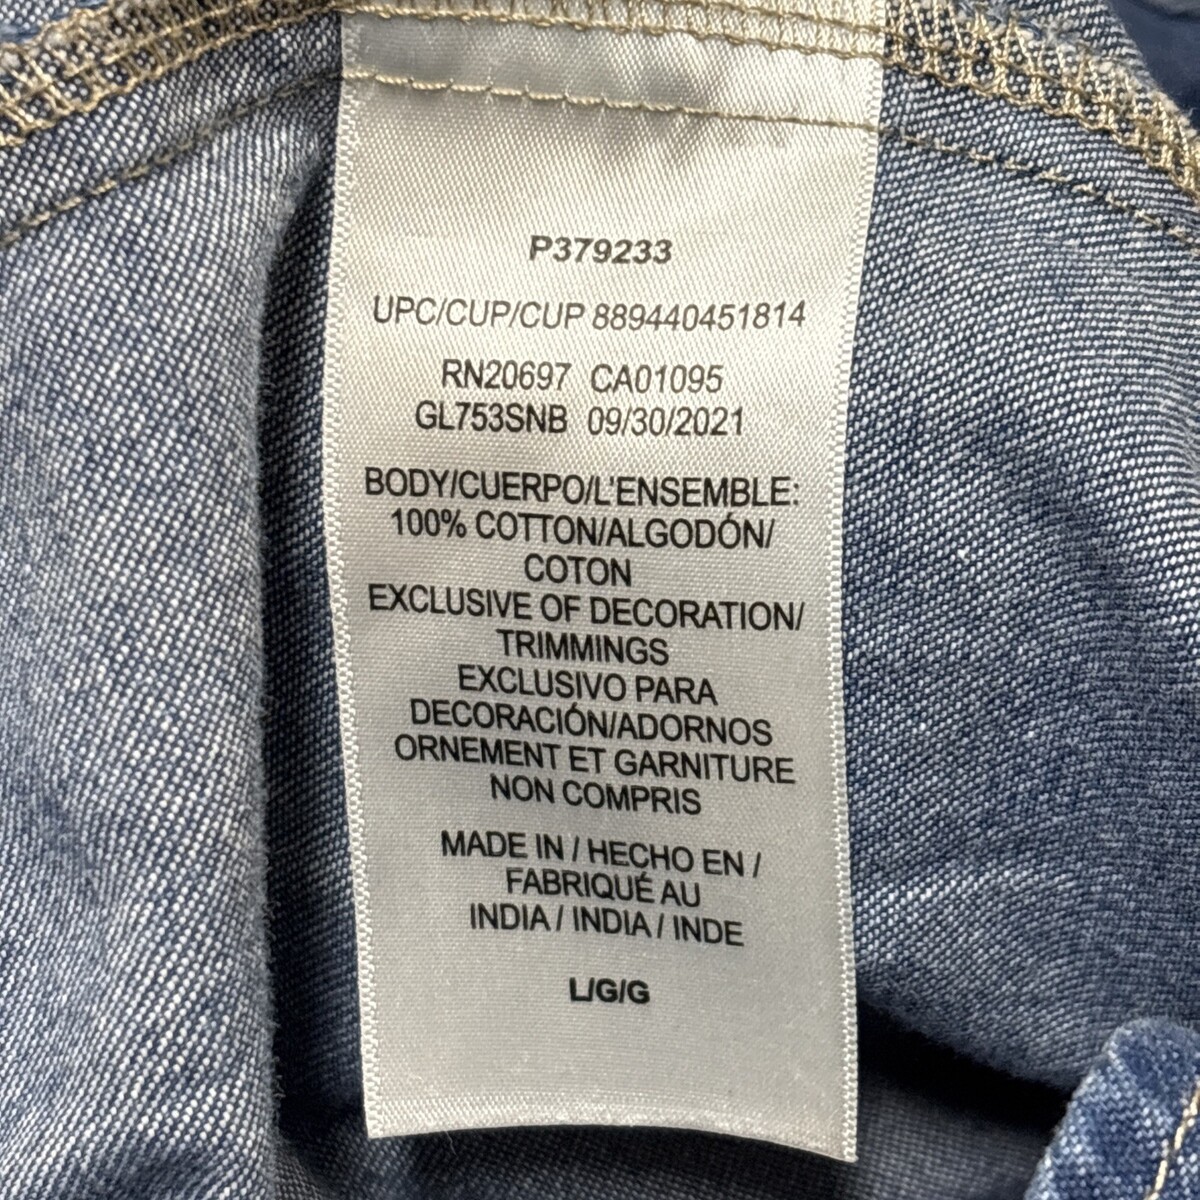 P379233
UPC/CUP/CUP 889440451814
RN20697 CA01095
GL753SNB 09/30/2021
BODY/CUERPO/L'ENSEMBLE:
100% COTTON/ALGODÓN/
COTON
EXCLUSIVE OF DECORATION/
TRIMMINGS
EXCLUSIVO PARA
DECORACIÓN/ADORNOS
ORNEMENT ET GARNITURE
NON COMPRIS
MADE IN / HECHO EN /
FABRIQUÉ AU
INDIA / INDIA / INDE
L/G/G